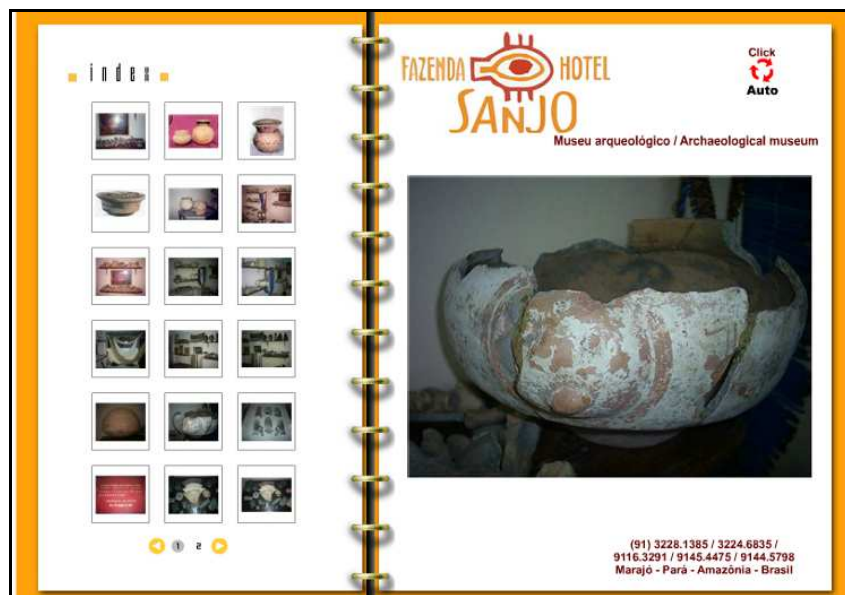 index
1 2
FAZENDA HOTEL
SANJO
Click
Auto
Museu arqueológico / Archaeological museum
(91) 3228.1385 / 3224.6835 /
9116.3291 / 9145.4475 / 9144.5798
Marajó - Pará - Amazônia - Brasil